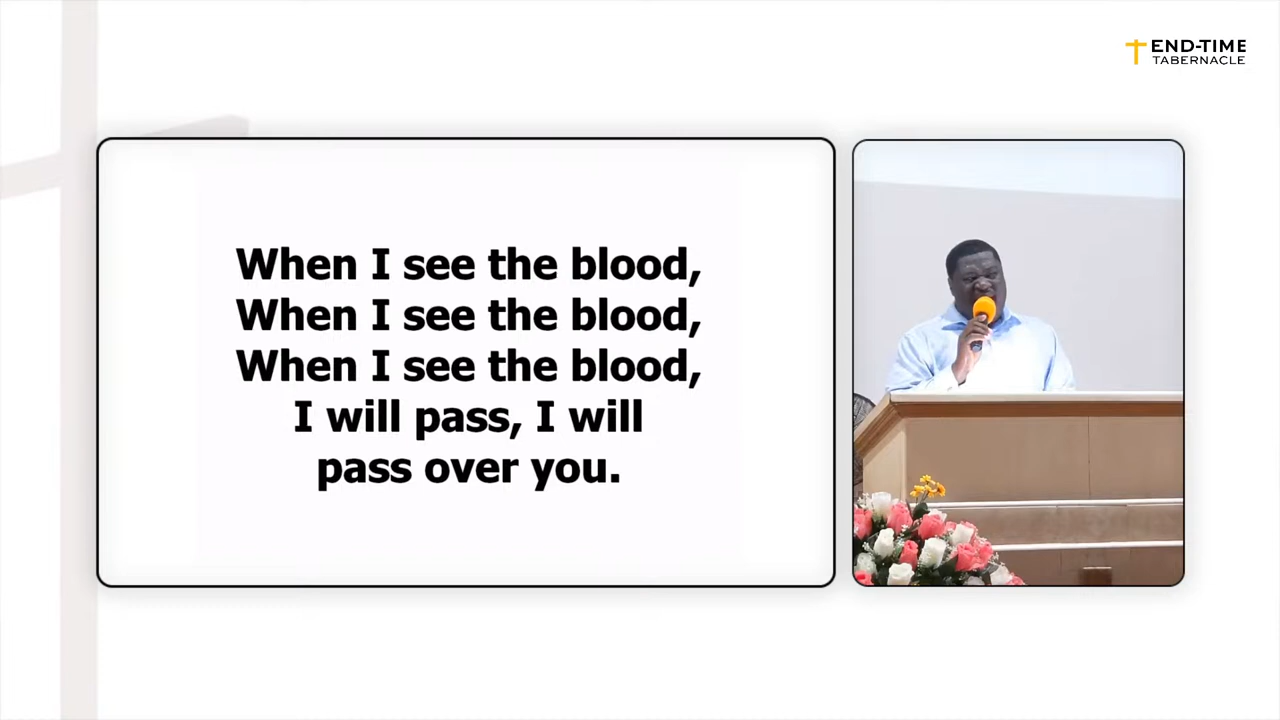 END-TIME
TABERNACLE
When I see the blood,
When I see the blood,
When I see the blood,
I will pass, I will
pass over you.